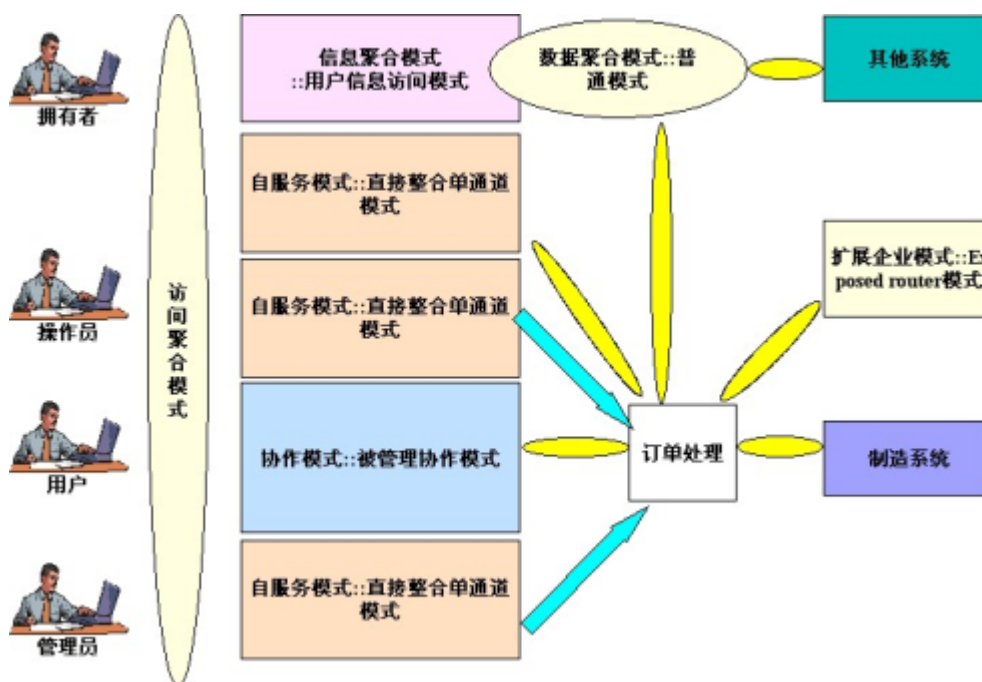 拥有者
操作员
用户
管理员
访
问
聚
合
模
式
信息聚合模式
::用户信息访问模式
自服务模式::直接整合单通道
模式
自服务模式::直接整合单通道
模式
协作模式::被管理协作模式
自服务模式::直接整合单通道
模式
数据聚合模式::普
通模式
订单处理
其他系统
扩展企业模式::Ex
posed router模式
制造系统